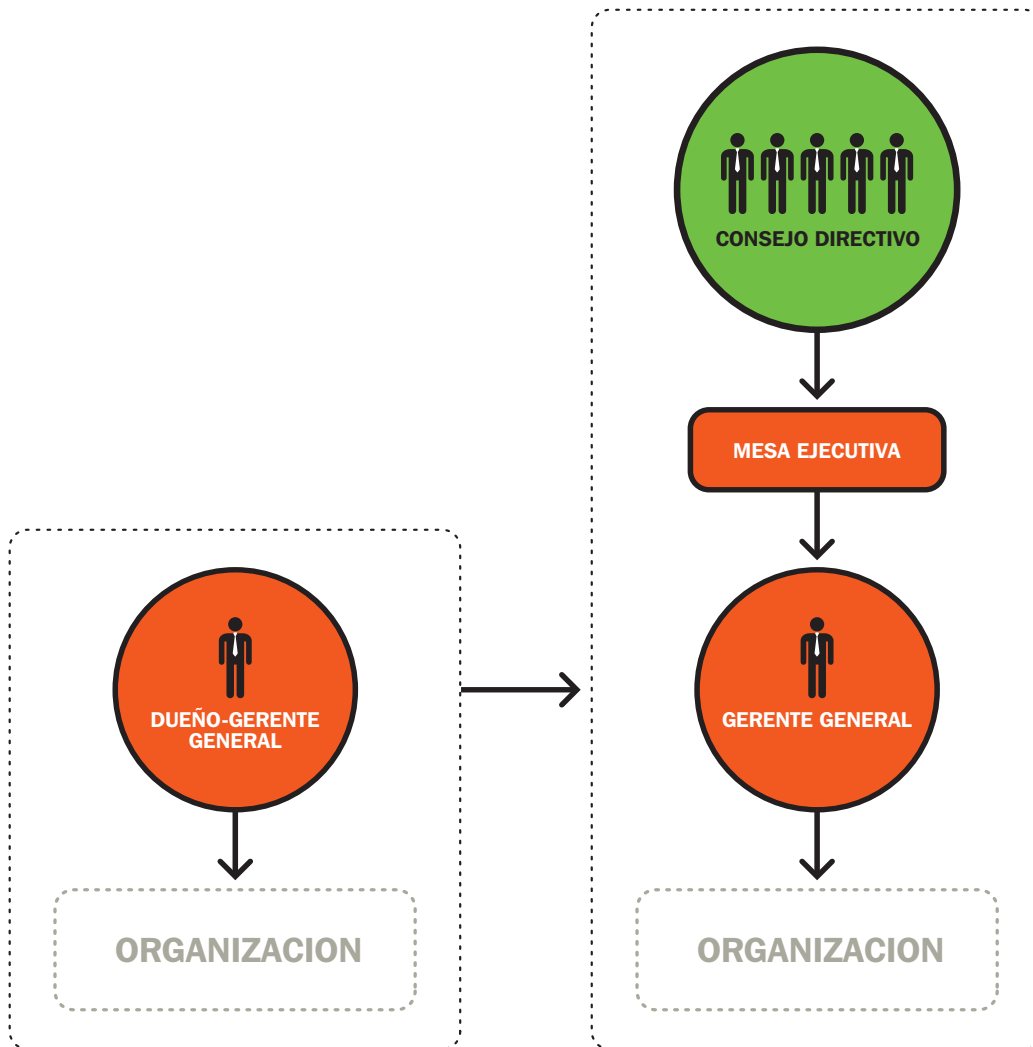 CONSEJO DIRECTIVO
MESA EJECUTIVA
DUEÑO-GERENTE
GENERAL
GERENTE GENERAL
ORGANIZACION
ORGANIZACION